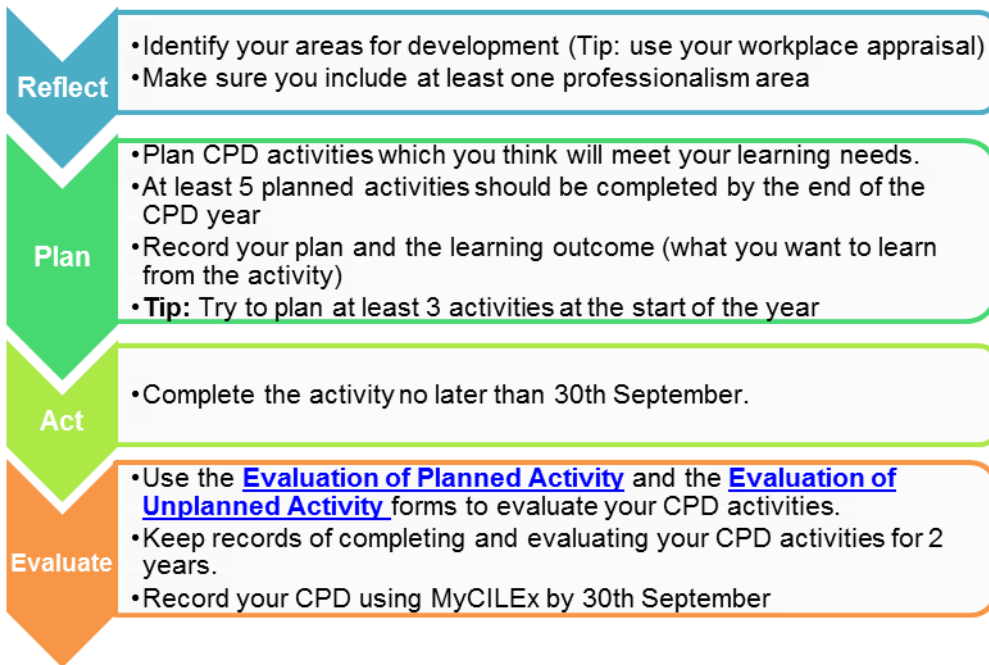 Reflect
•Identify your areas for development (Tip: use your workplace appraisal)
•Make sure you include at least one professionalism area
Plan
•Plan CPD activities which you think will meet your learning needs.
•At least 5 planned activities should be completed by the end of the
CPD year
•Record your plan and the learning outcome (what you want to learn
from the activity)
•Tip: Try to plan at least 3 activities at the start of the year
Act
•Complete the activity no later than 30th September.
Evaluate
•Use the Evaluation of Planned Activity and the Evaluation of
Unplanned Activity forms to evaluate your CPD activities.
•Keep records of completing and evaluating your CPD activities for 2
years.
•Record your CPD using MyCILEx by 30th September